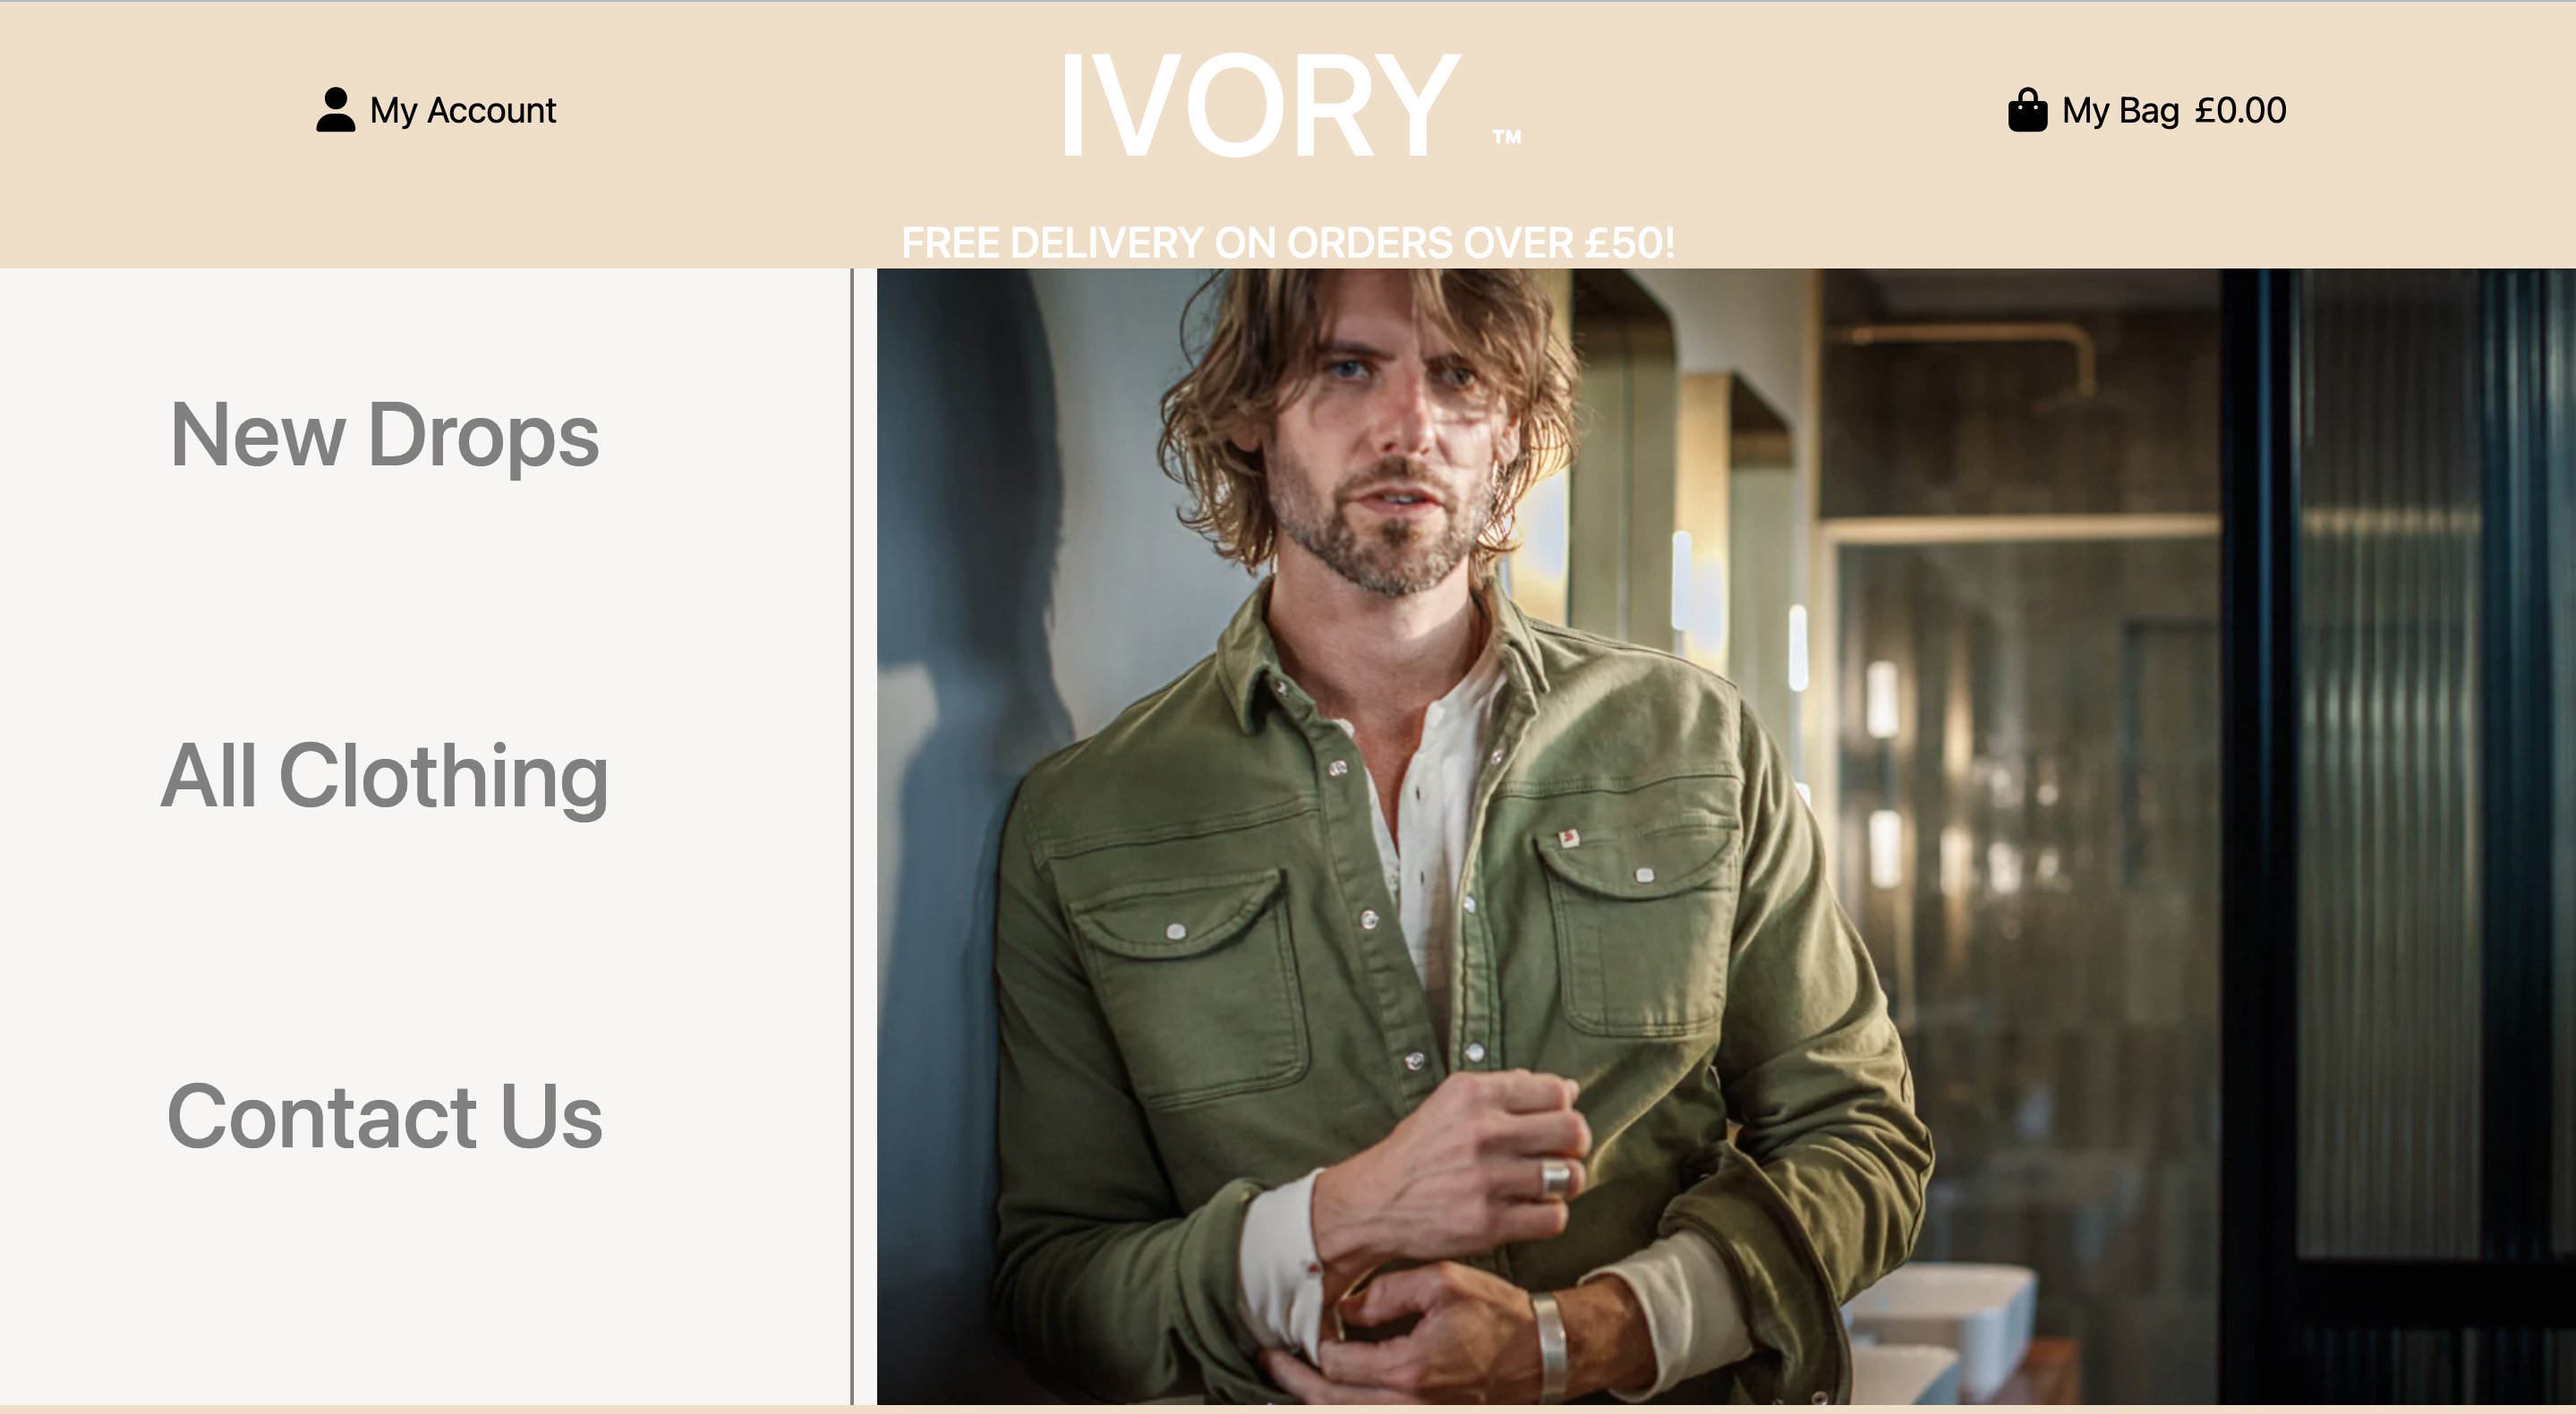 My Account
IVORY ™
My Bag £0.00
FREE DELIVERY ON ORDERS OVER £50!
New Drops
All Clothing
Contact Us